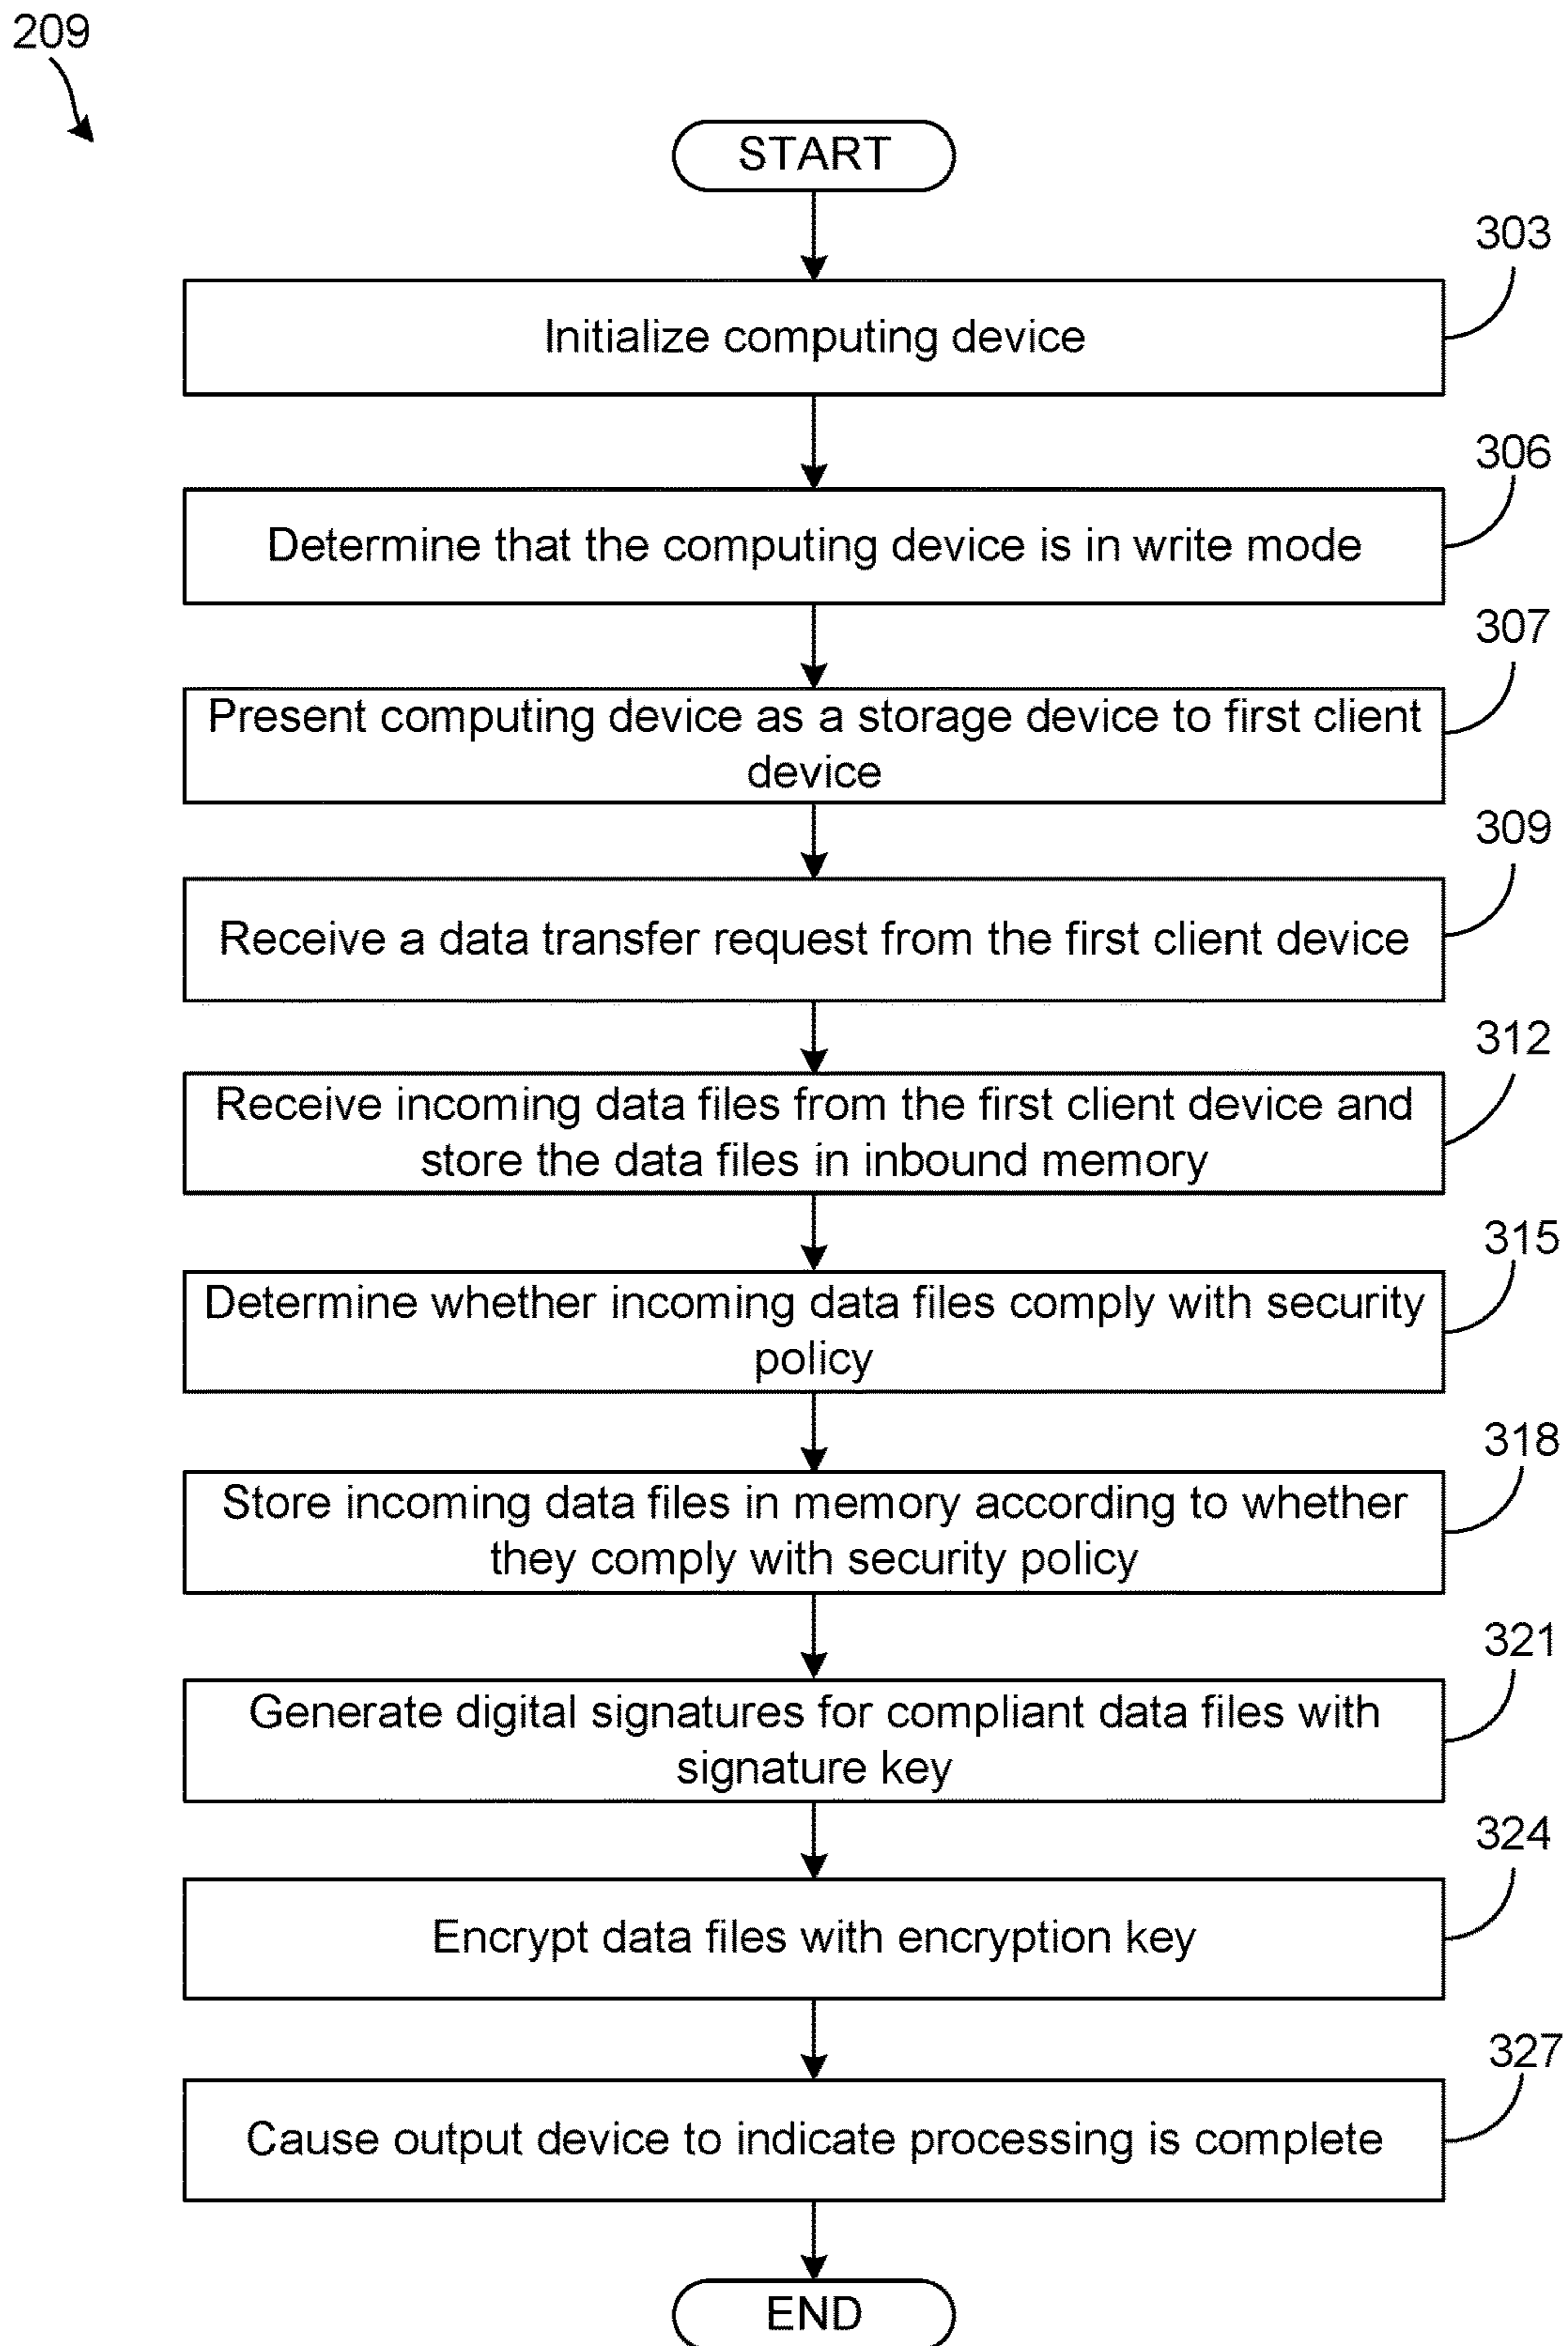 209
START
303
Initialize computing device
306
Determine that the computing device is in write mode
307
Present computing device as a storage device to first client
device
309
Receive a data transfer request from the first client device
312
Receive incoming data files from the first client device and
store the data files in inbound memory
315
Determine whether incoming data files comply with security
policy
318
Store incoming data files in memory according to whether
they comply with security policy
321
Generate digital signatures for compliant data files with
signature key
324
Encrypt data files with encryption key
327
Cause output device to indicate processing is complete
END